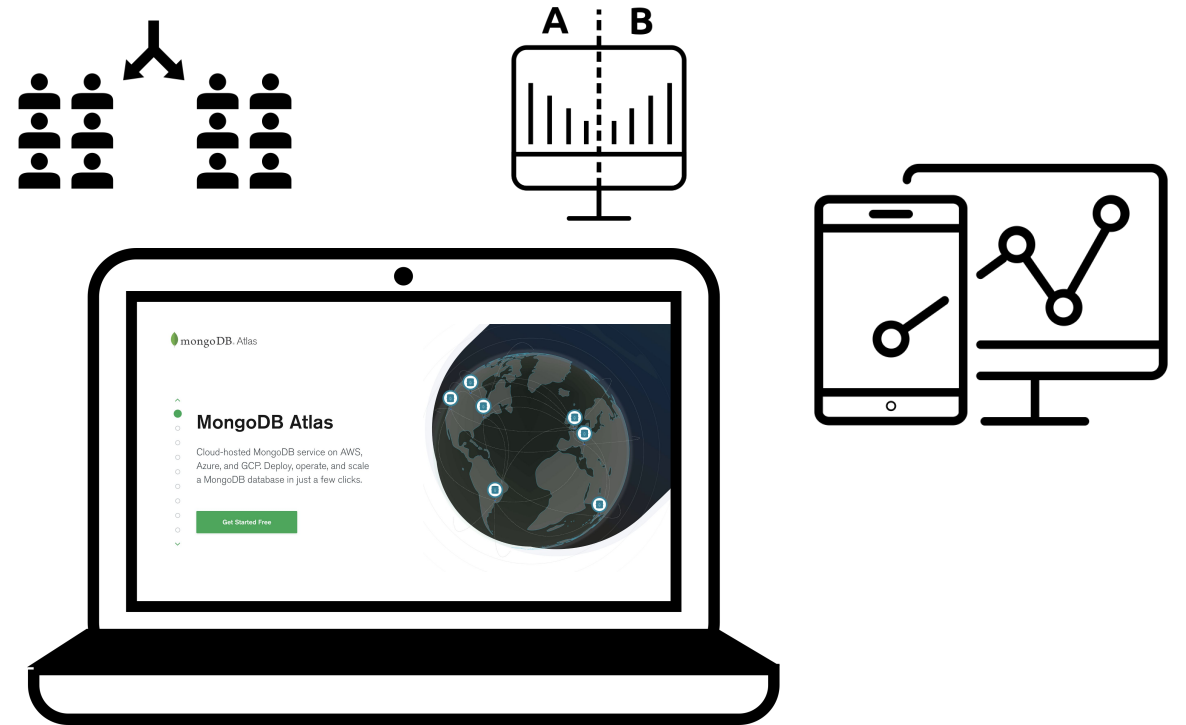 A B
mongoDB. Atlas
MongoDB Atlas
Cloud-hosted MongoDB service on AWS,
Azure, and GCP. Deploy, operate, and scale
a MongoDB database in just a few clicks.
Get Started Free